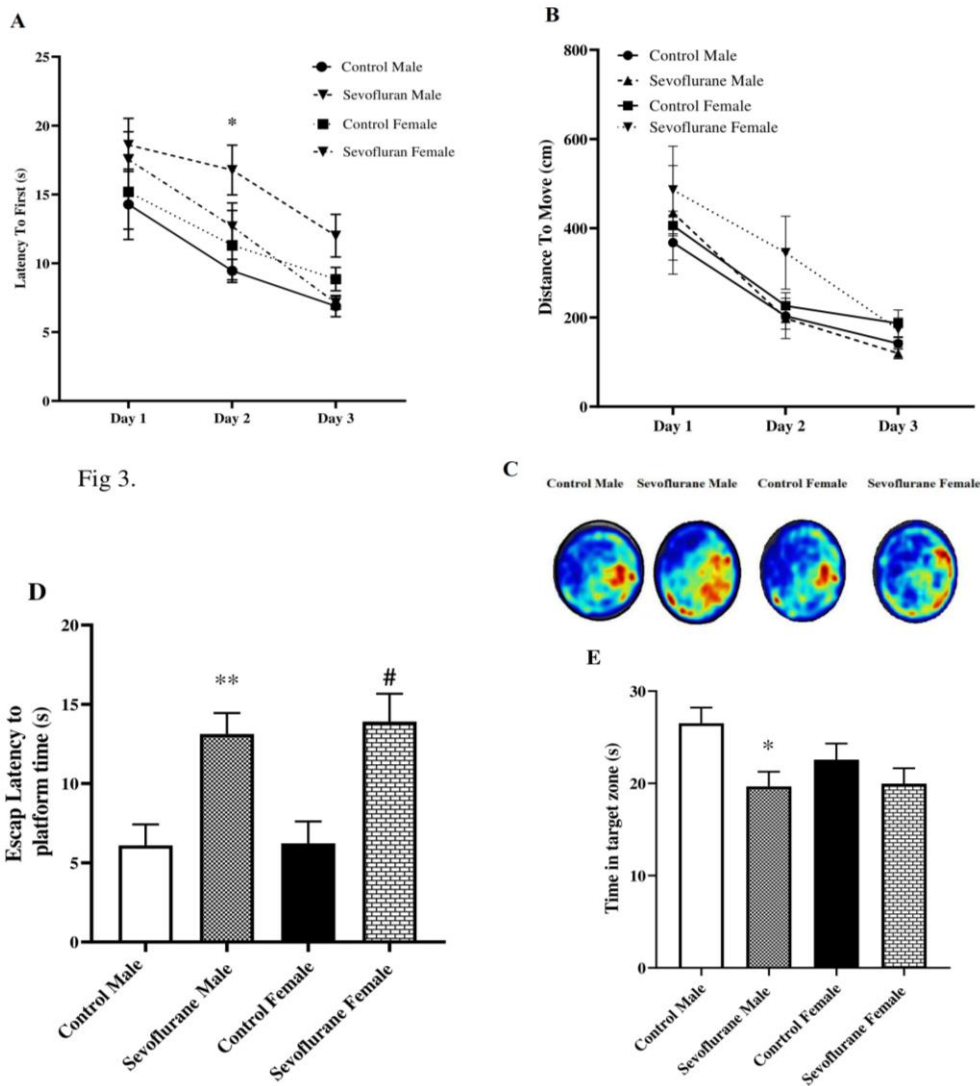 A
Latency To First (s)
25
20
15
10
5
0
Control Male
Sevofluran Male
Control Female
Sevofluran Female
*
Day 1 Day 2 Day 3
B
Distance To Move (cm)
800
600
400
200
0
Control Male
Sevoflurane Male
Control Female
Sevoflurane Female
Day 1 Day 2 Day 3
Fig 3.
C
Control Male Sevoflurane Male Control Female Sevoflurane Female
D
Escap Latency to
platform time (s)
20
15
10
5
0
**
#
Control Male
Sevoflurane Male
Control Female
Sevoflurane Female
E
Time in target zone (s)
30
20
10
0
*
Control Male
Sevoflurane Male
Conrtrol Female
Sevoflurane Female